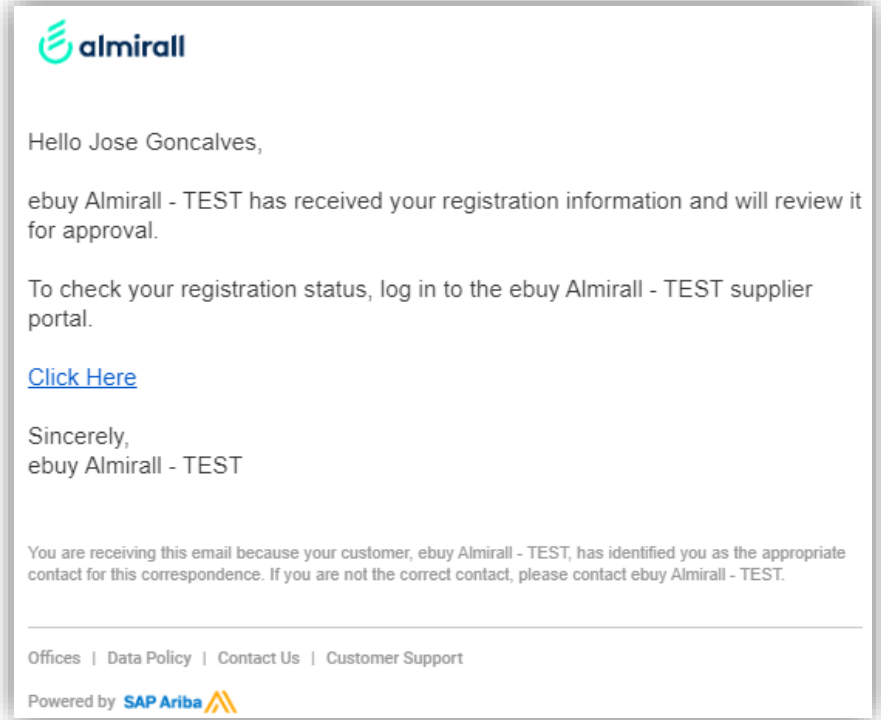 almirall
Hello Jose Goncalves,
ebuy Almirall - TEST has received your registration information and will review it
for approval.
To check your registration status, log in to the ebuy Almirall - TEST supplier
portal.
Click Here
Sincerely,
ebuy Almirall - TEST
You are receiving this email because your customer, ebuy Almirall - TEST, has identified you as the appropriate
contact for this correspondence. If you are not the correct contact, please contact ebuy Almirall - TEST.
Offices | Data Policy | Contact Us | Customer Support
Powered by SAP Ariba